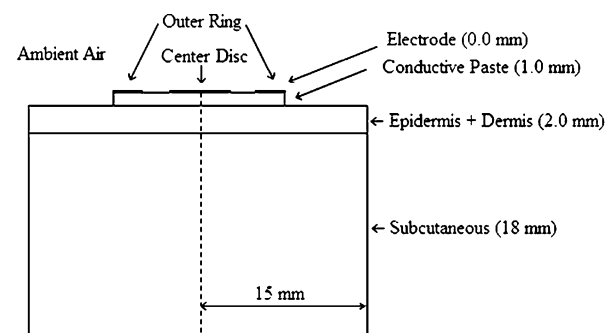 Outer Ring
Ambient Air
Center Disc
Electrode (0.0 mm)
Conductive Paste (1.0 mm)
Epidermis + Dermis (2.0 mm)
Subcutaneous (18 mm)
15 mm